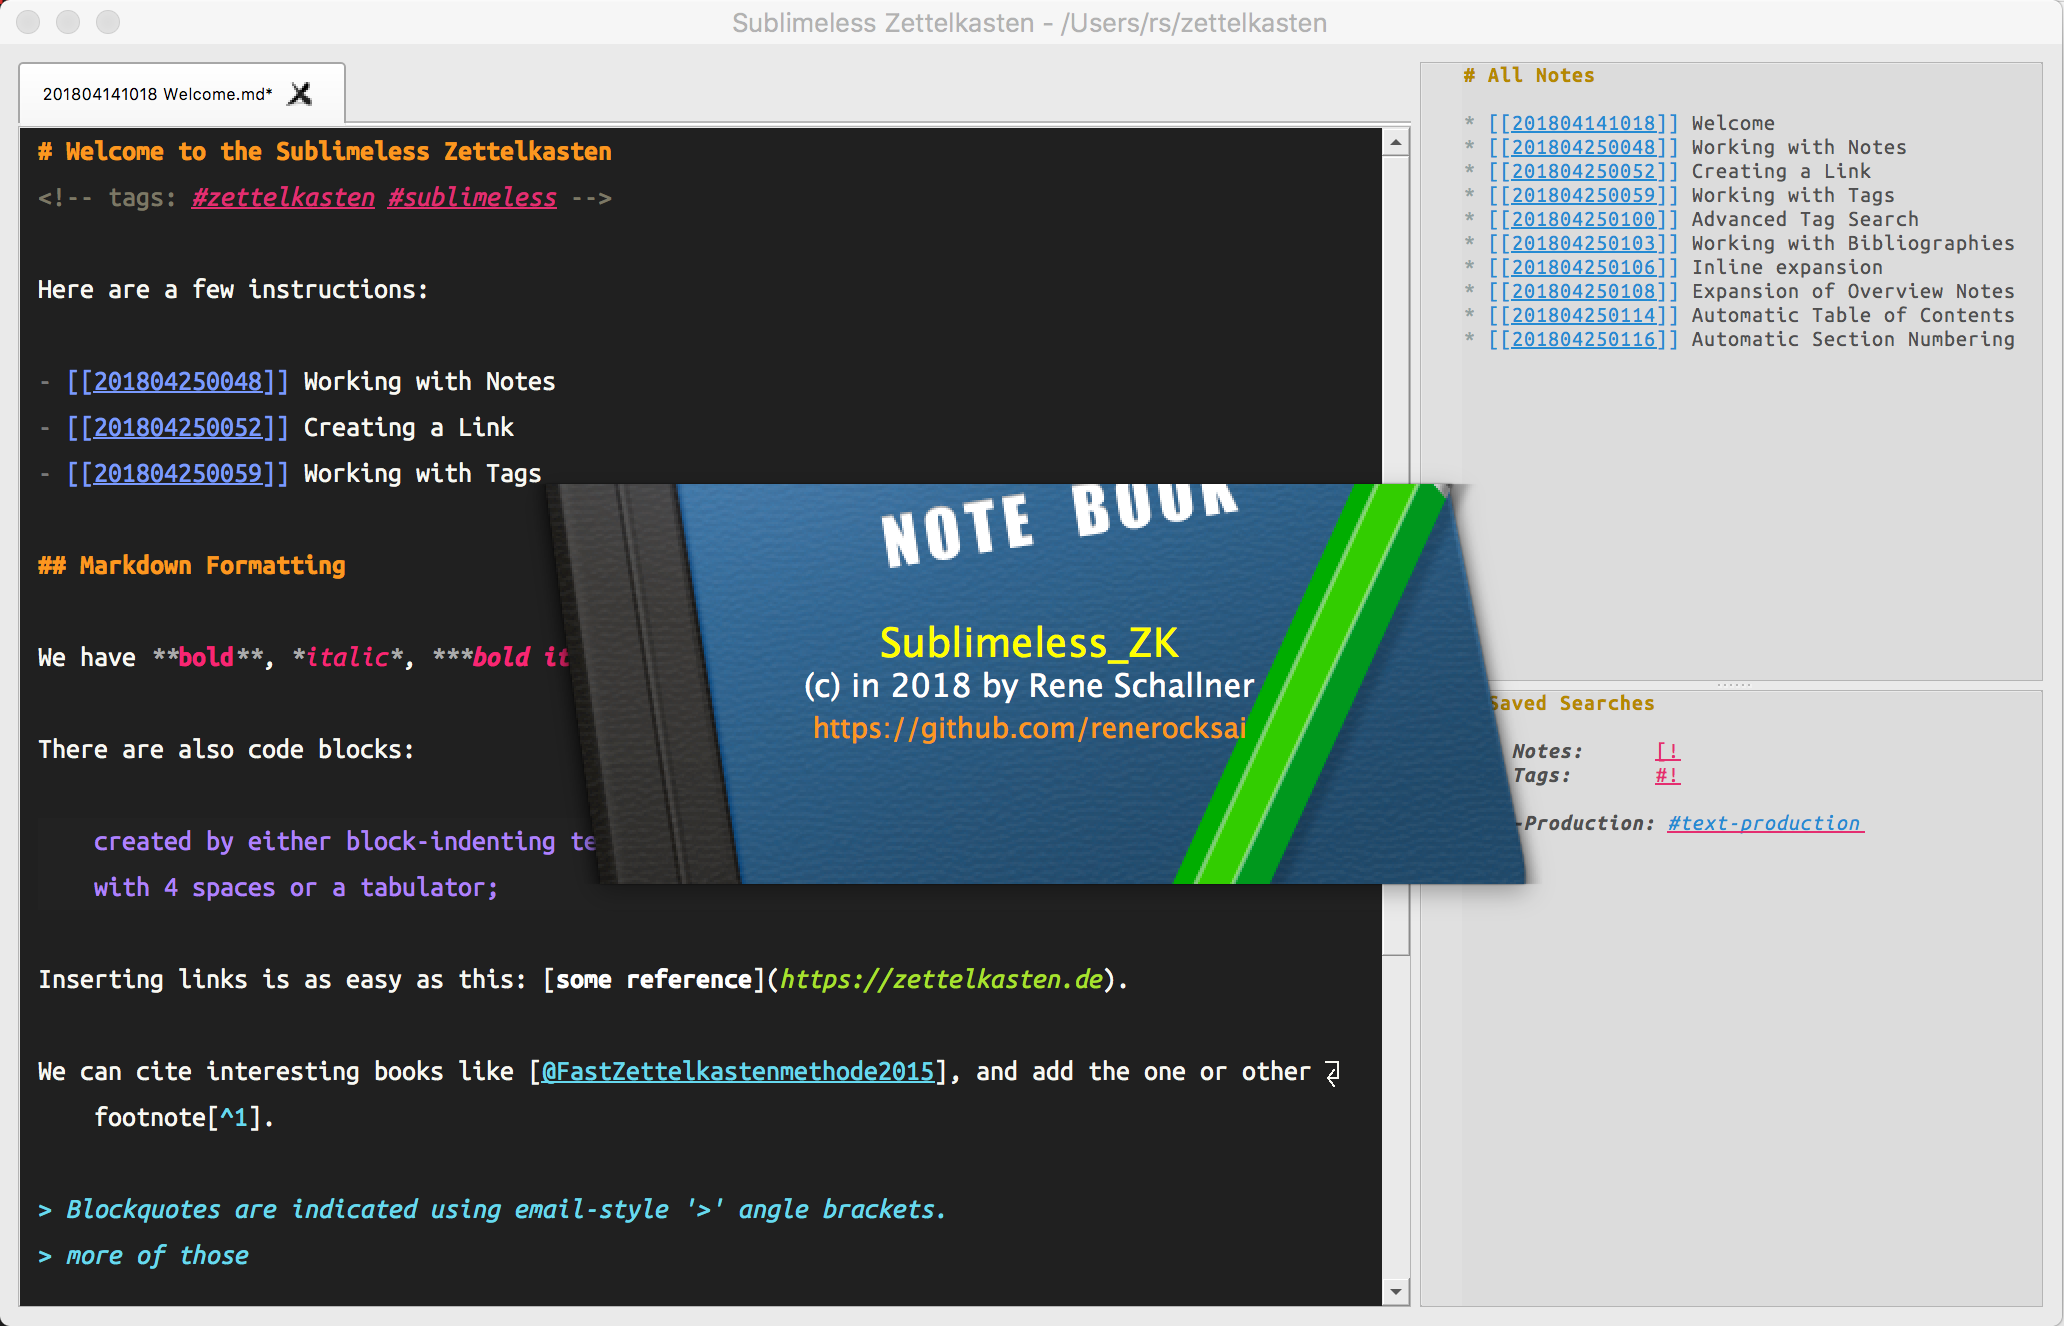 Sublimeless Zettelkasten - /Users/rs/zettelkasten
201804141018 Welcome.md*
# Welcome to the Sublimeless Zettelkasten
<!-- tags: #zettelkasten #sublimeless -->
Here are a few instructions:
- [[201804250048]] Working with Notes
- [[201804250052]] Creating a Link
- [[201804250059]] Working with Tags
## Markdown Formatting
We have **bold**, *italic*, ***bold it
There are also code blocks:
created by either block-indenting te
with 4 spaces or a tabulator;
Inserting links is as easy as this: [some reference](https://zettelkasten.de).
We can cite interesting books like [@FastZettelkastenmethode2015], and add the one or other
footnote[^1].
> Blockquotes are indicated using email-style '>' angle brackets.
> more of those
NOTE BOOK
Sublimeless_ZK
(c) in 2018 by Rene Schallner
https://github.com/renerocksai
# All Notes
* [[201804141018]] Welcome
* [[201804250048]] Working with Notes
* [[201804250052]] Creating a Link
* [[201804250059]] Working with Tags
* [[201804250100]] Advanced Tag Search
* [[201804250103]] Working with Bibliographies
* [[201804250106]] Inline expansion
* [[201804250108]] Expansion of Overview Notes
* [[201804250114]] Automatic Table of Contents
* [[201804250116]] Automatic Section Numbering
Saved Searches
Notes: [!
Tags: #!
-Production: #text-production